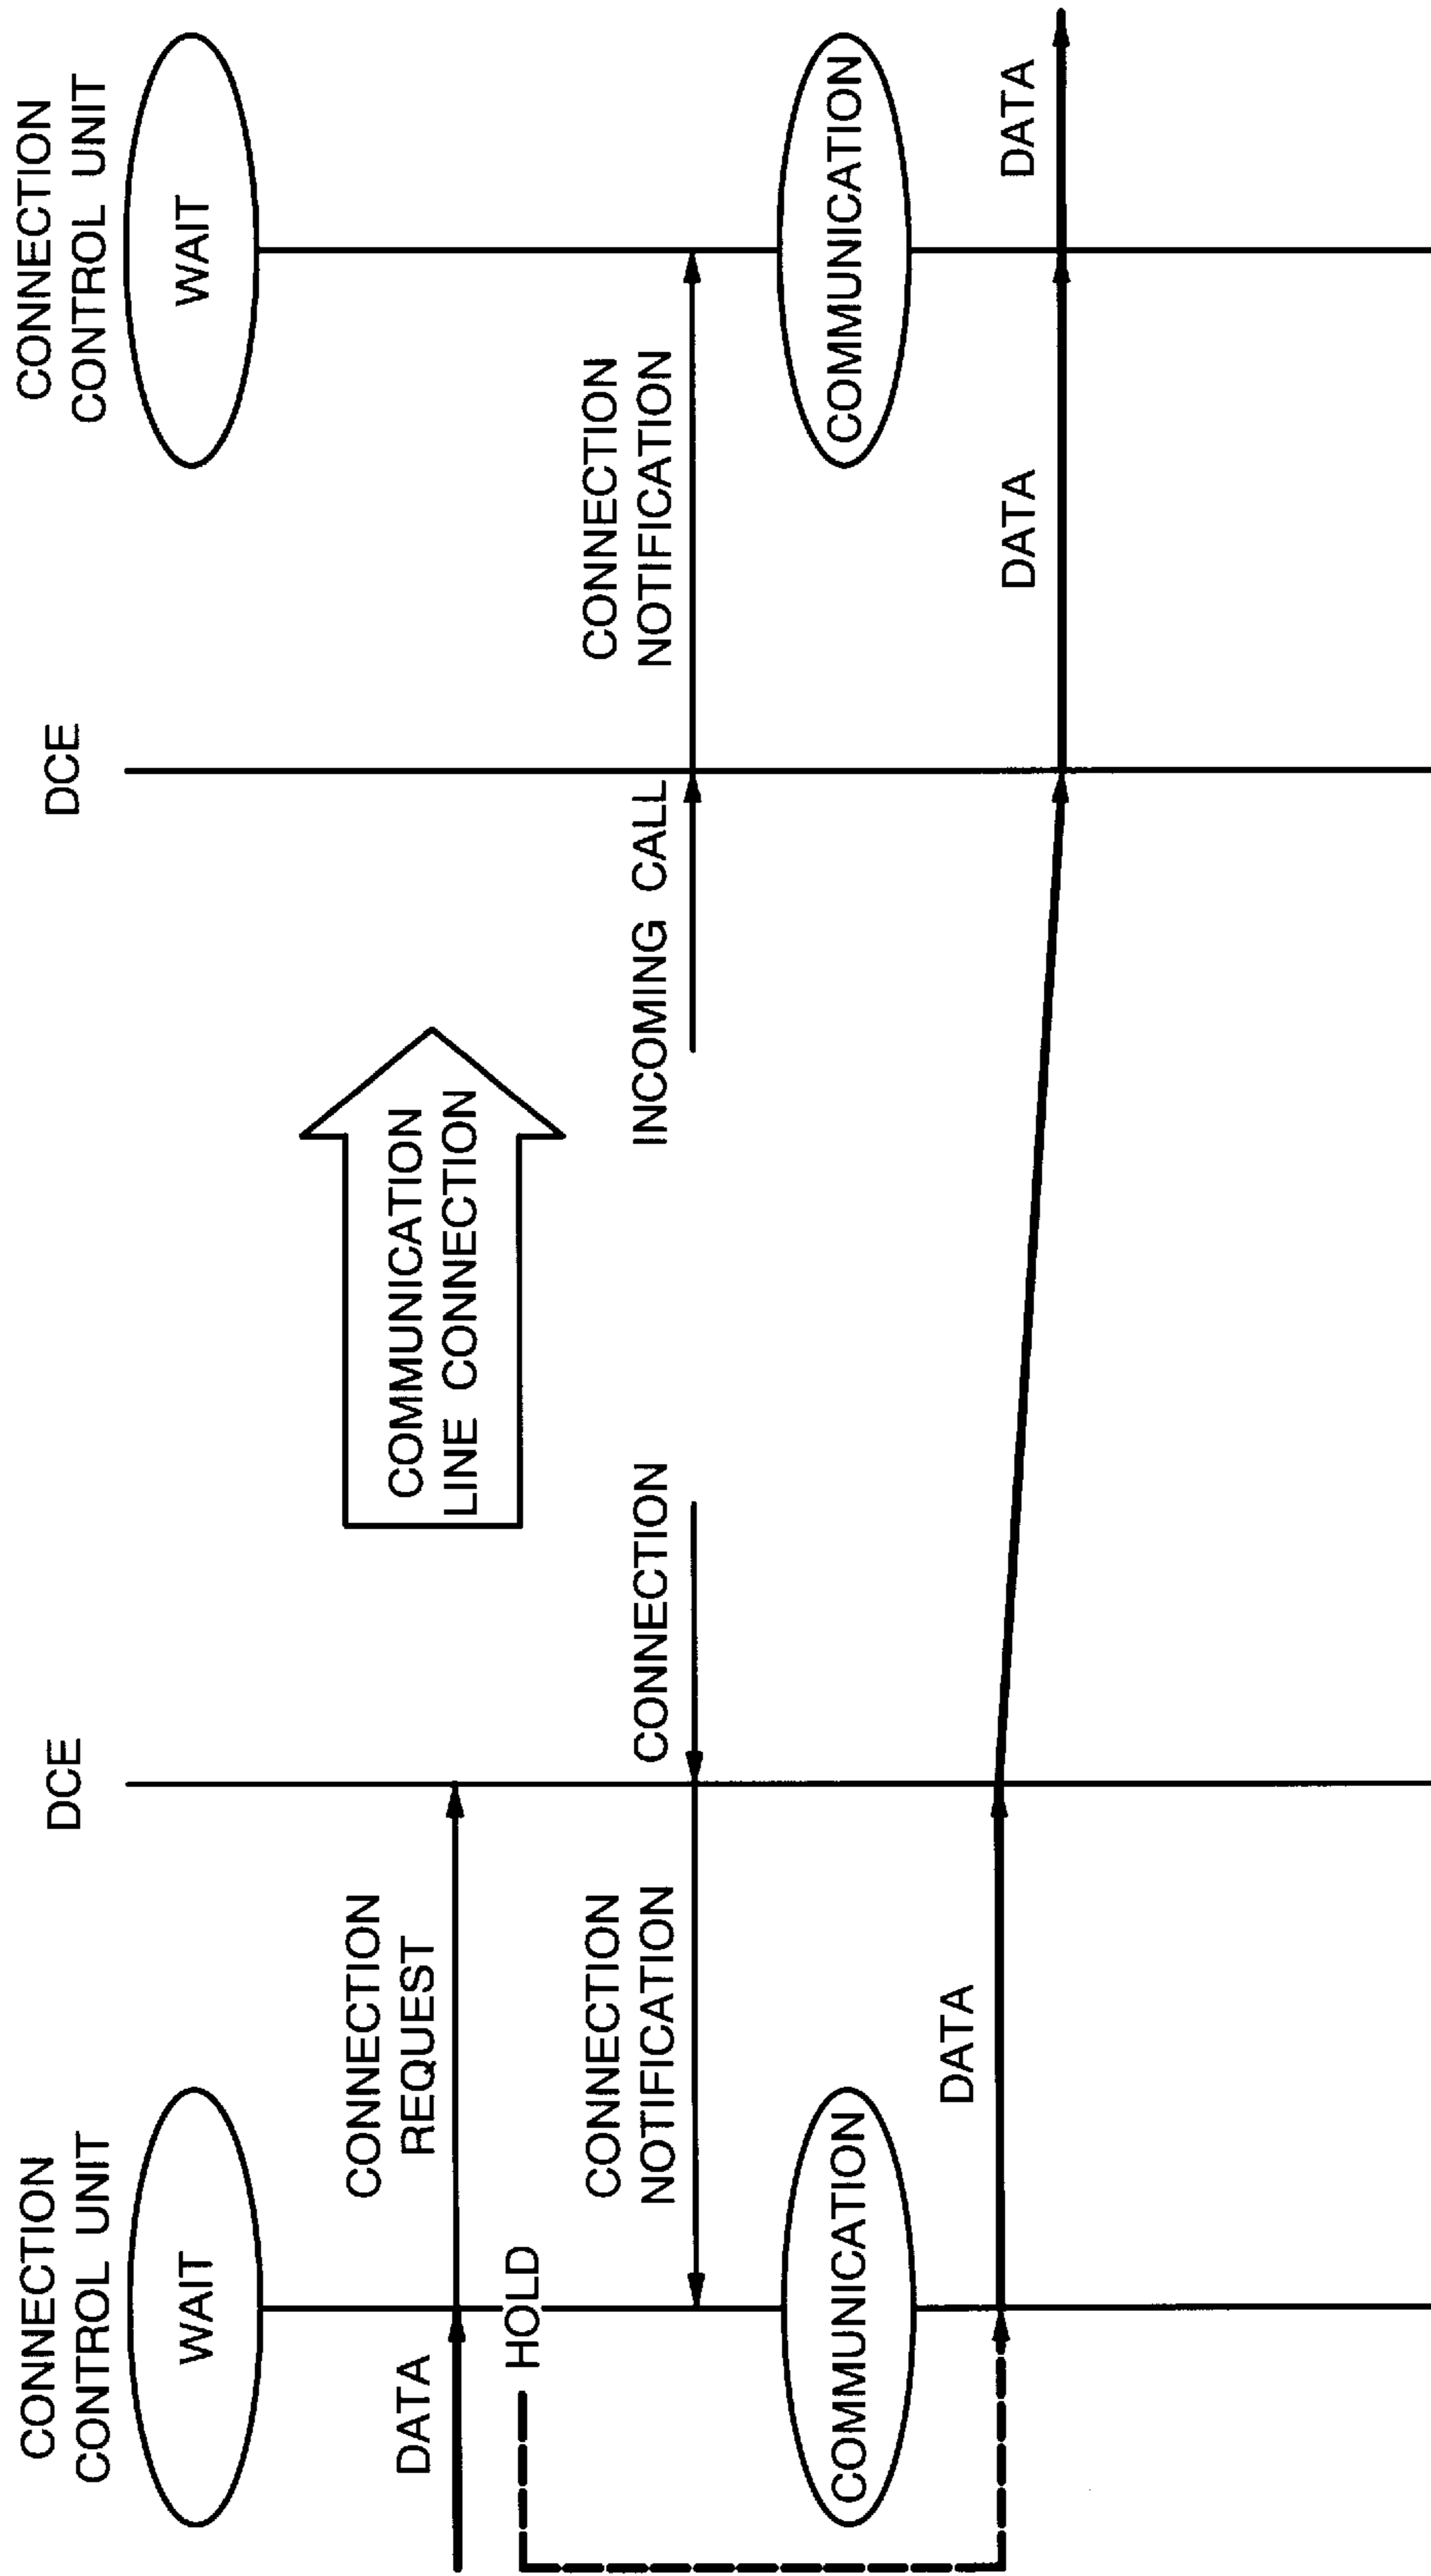 CONNECTION
CONTROL UNIT
DCE
DCE
CONNECTION
CONTROL UNIT
WAIT
WAIT
DATA
CONNECTION
REQUEST
COMMUNICATION
LINE CONNECTION
HOLD
CONNECTION
NOTIFICATION
CONNECTION
INCOMING CALL
CONNECTION
NOTIFICATION
COMMUNICATION
COMMUNICATION
DATA
DATA
DATA